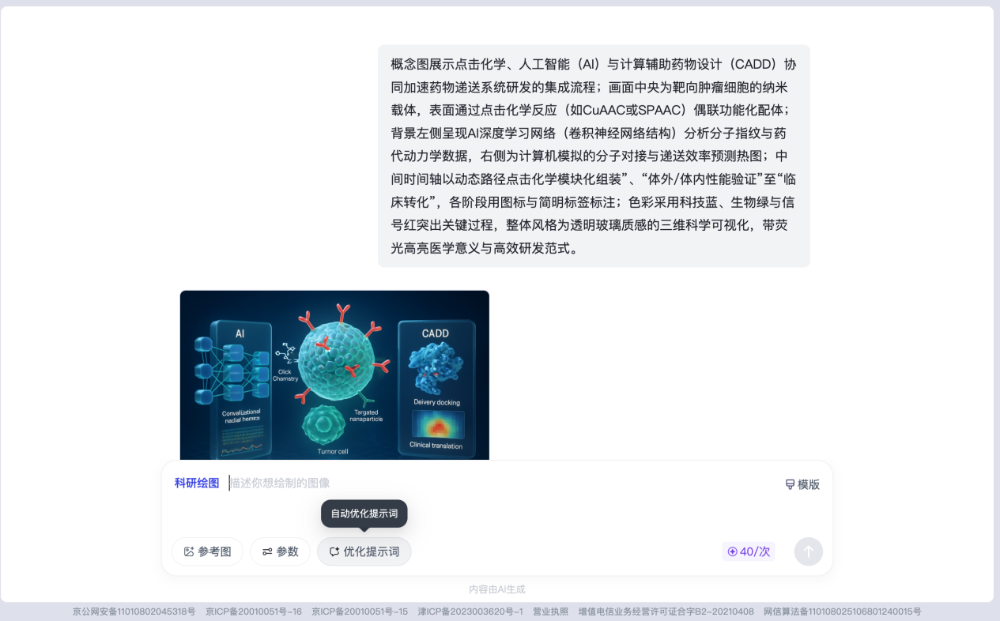 概念图展示点击化学、人工智能（AI）与计算辅助药物设计（CADD）协
同加速药物递送系统研发的集成流程；画面中央为靶向肿瘤细胞的纳米
载体，表面通过点击化学反应（如CuAAC或SPAAC）偶联功能化配体；
背景左侧呈现AI深度学习网络（卷积神经网络结构）分析分子指纹与药
代动力学数据，右侧为计算机模拟的分子对接与递送效率预测热图；中
间时间轴以动态路径点击化学模块化组装”、“体外/体内性能验证”至“临
床转化”，各阶段用图标与简明标签标注；色彩采用科技蓝、生物绿与信
号红突出关键过程，整体风格为透明玻璃质感的三维科学可视化，带荧
光高亮医学意义与高效研发范式。
AI
CADD
Click
Chamstry
Deivery docking
Convalüational
nadial
Targated
nanaparticle
Clinical translation
Turnor cell
科研绘图 描述你想绘制的图像
模版
自动优化提示词
参考图 参数 优化提示词
40/次
内容由AI生成
京公网安备11010802045318号 京ICP备20010051号-16 京ICP备20010051号-15 津ICP备2023003620号-1 营业执照 增值电信业务经营许可证合字B2-20210408 网信算法备110108025106801240015号